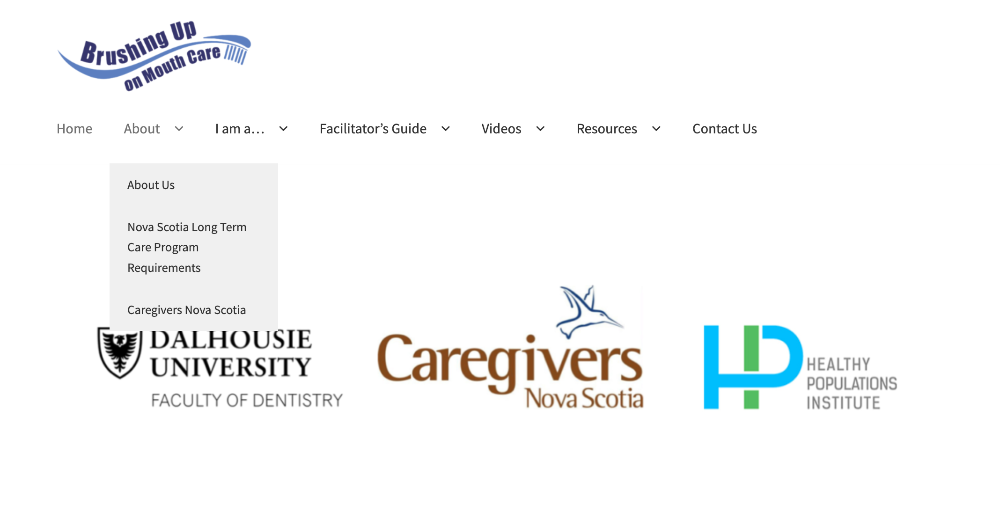 Brushing Up
on Mouth Care
Home About I am a… Facilitator’s Guide Videos Resources Contact Us
About Us
Nova Scotia Long Term
Care Program
Requirements
Caregivers Nova Scotia
DALHOUSIE
UNIVERSITY
FACULTY OF DENTISTRY
Caregivers
Nova Scotia
HEALTHY
POPULATIONS
INSTITUTE